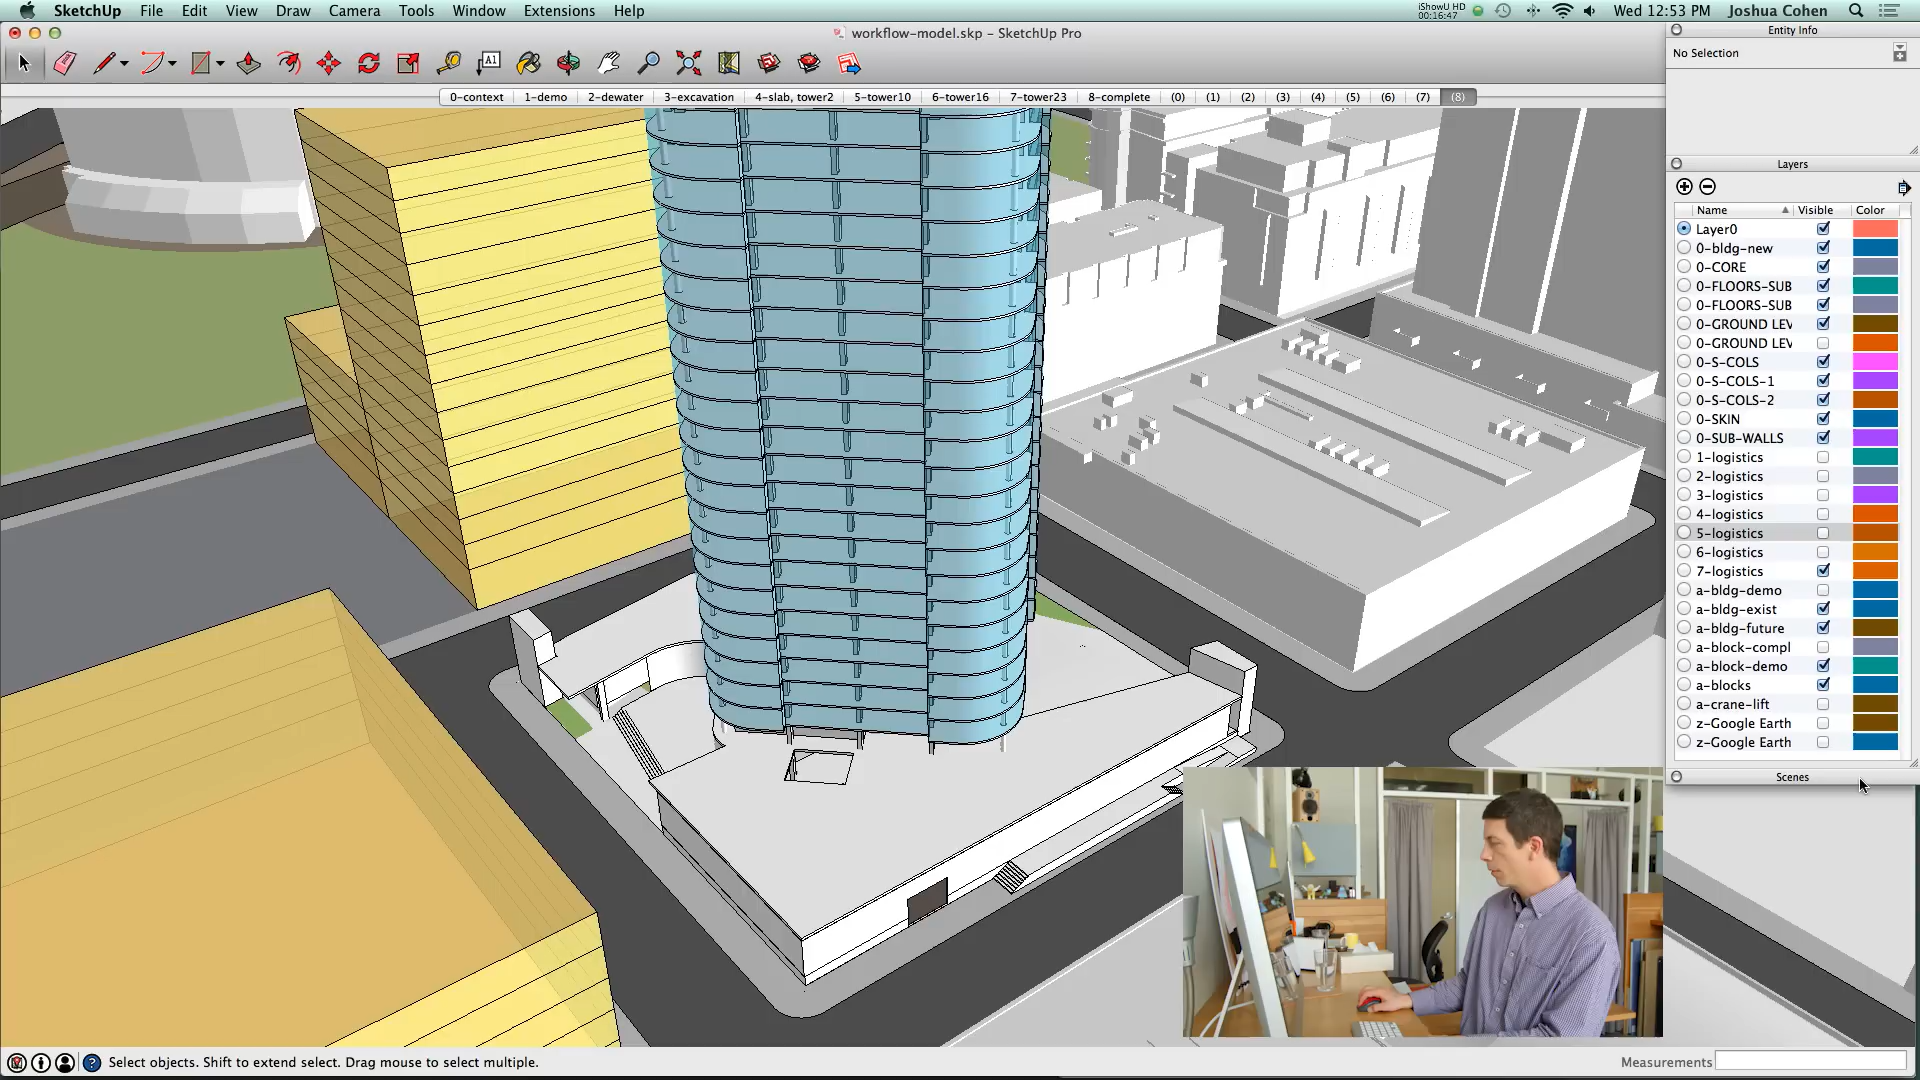 SketchUp File Edit View Draw Camera Tools Window Extensions Help iShowU HD 00:16:47 Wed 12:53 PM Joshua Cohen
workflow-model.skp - SketchUp Pro
A1
0-context 1-demo 2-dewater 3-excavation 4-slab, tower2 5-tower10 6-tower16 7-tower23 8-complete (0) (1) (2) (3) (4) (5) (6) (7) (8)
Entity Info
No Selection
Layers
Name Visible Color
Layer0
0-bldg-new
0-CORE
0-FLOORS-SUB
0-FLOORS-SUB
0-GROUND LEV
0-GROUND LEV
0-S-COLS
0-S-COLS-1
0-S-COLS-2
0-SKIN
0-SUB-WALLS
1-logistics
2-logistics
3-logistics
4-logistics
5-logistics
6-logistics
7-logistics
a-bldg-demo
a-bldg-exist
a-bldg-future
a-block-compl
a-block-demo
a-blocks
a-crane-lift
z-Google Earth
z-Google Earth
Scenes
Select objects. Shift to extend select. Drag mouse to select multiple.
Measurements